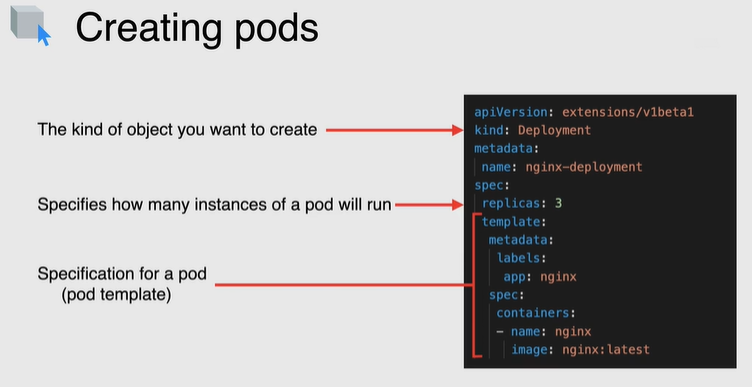 Creating pods
The kind of object you want to create
Specifies how many instances of a pod will run
Specification for a pod
(pod template)
apiVersion: extensions/v1beta1
kind: Deployment
metadata:
name: nginx-deployment
spec:
replicas: 3
template:
metadata:
labels:
app: nginx
spec:
containers:
- name: nginx
image: nginx:latest